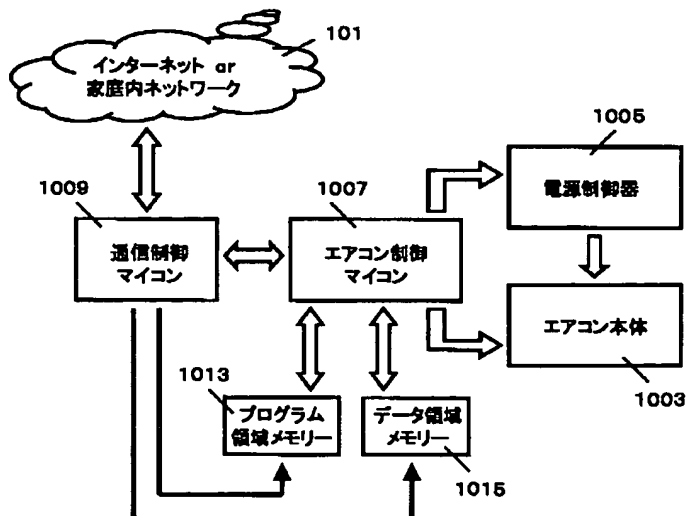 101
インターネット or
家庭内ネットワーク
1005
電源制御器
1009
1007
通信制御
マイコン
エアコン制御
マイコン
エアコン本体
1003
1013
プログラム
領域メモリー
データ領域
メモリー
1015